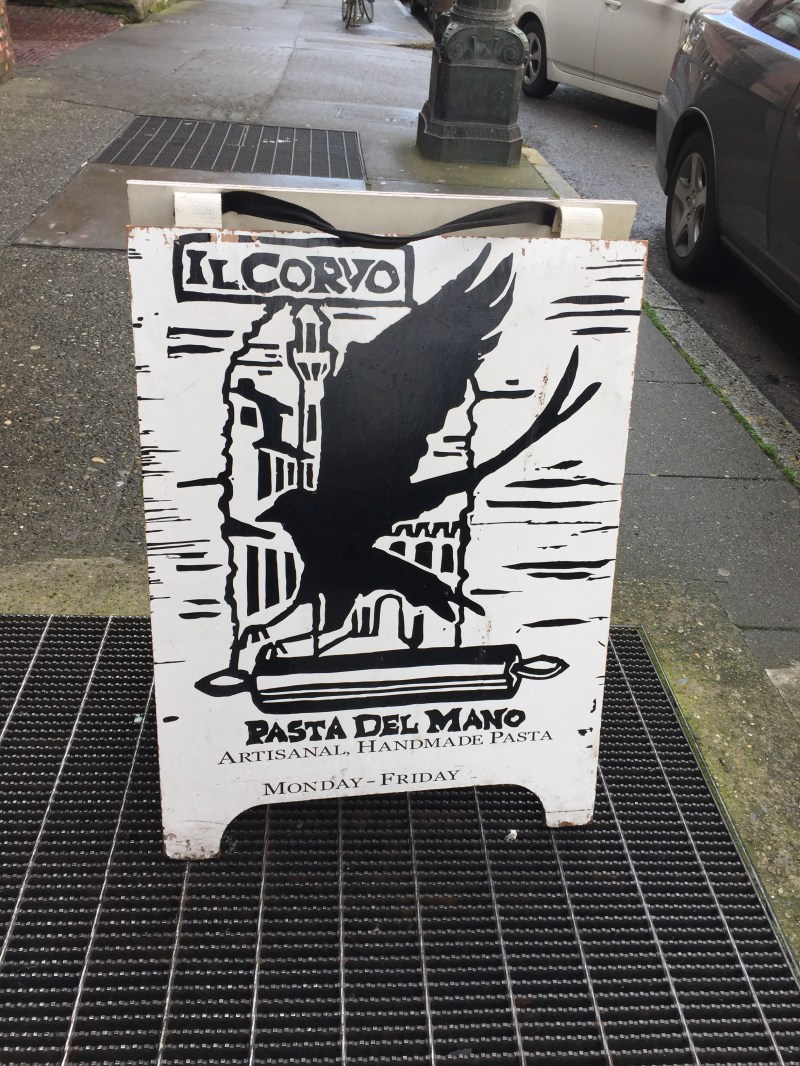 IL CORVO
PASTA DEL MANO
ARTISANAL, HANDMADE PASTA
MONDAY - FRIDAY